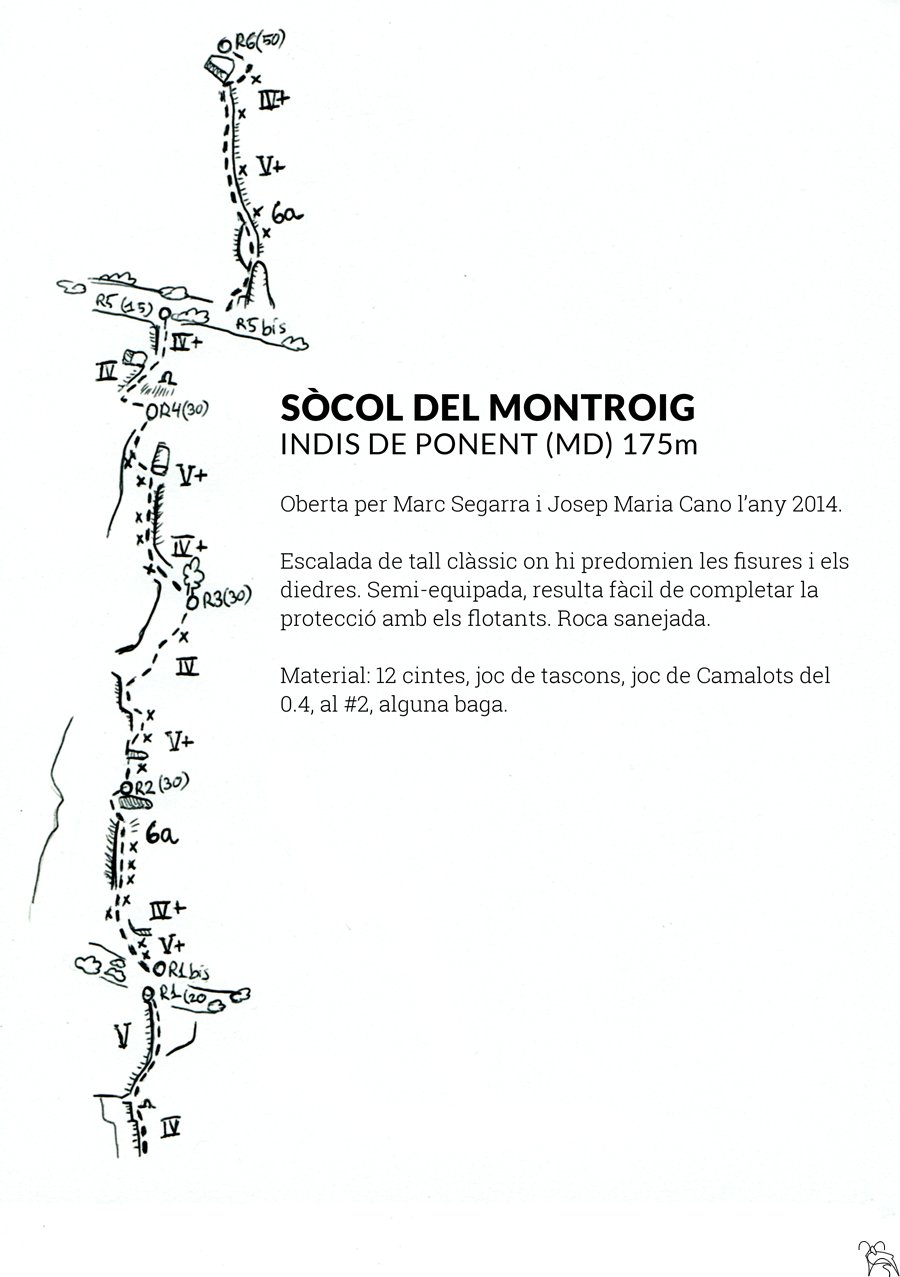 R6(50)
IV+
V+
6a
R5 bis
R5 (15)
IV+
IV
R4(30)
V+
IV+
R3(30)
IV
V+
R2 (30)
6a
IV+
V+
R1 bis
R1 (20
V
IV
SÒCOL DEL MONTROIG
INDIS DE PONENT (MD) 175m
Oberta per Marc Segarra i Josep Maria Cano l’any 2014.
Escalada de tall clàssic on hi predomien les fisures i els
diedres. Semi-equipada, resulta fàcil de completar la
protecció amb els flotants. Roca sanejada.
Material: 12 cintes, joc de tascons, joc de Camalots del
0.4, al #2, alguna baga.